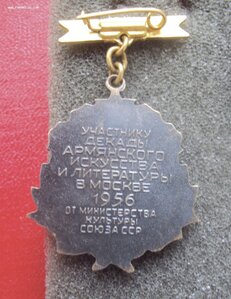 УЧАСТНИКУ
ДЕКАДЫ
АРМЯНСКОГО
ИСКУССТВА
И ЛИТЕРАТУРЫ
В МОСКВЕ
1956
ОТ МИНИСТЕРСТВА
КУЛЬТУРЫ
СОЮЗА ССР